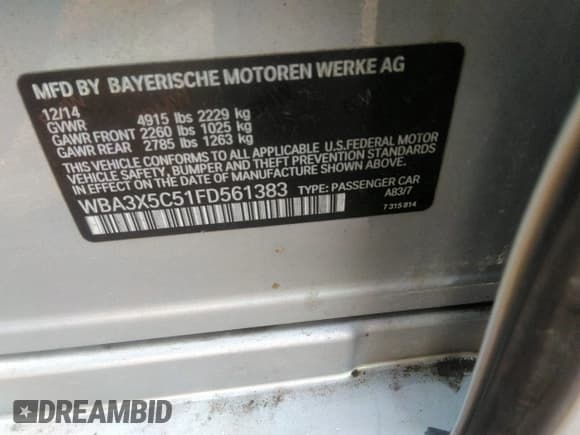 MFD BY BAYERISCHE MOTOREN WERKE AG
12/14
GVWR 4915 lbs 2229 kg
GAWR FRONT 2260 lbs 1025 kg
GAWR REAR 2785 lbs 1263 kg
THIS VEHICLE CONFORMS TO ALL APPLICABLE U.S.FEDERAL MOTOR
VEHICLE SAFETY, BUMPER AND THEFT PREVENTION STANDARDS
IN EFFECT ON THE DATE OF MANUFACTURE SHOWN ABOVE.
WBA3X5C51FD561383 TYPE: PASSENGER CAR
A83/7
7 315 814
DREAMBID